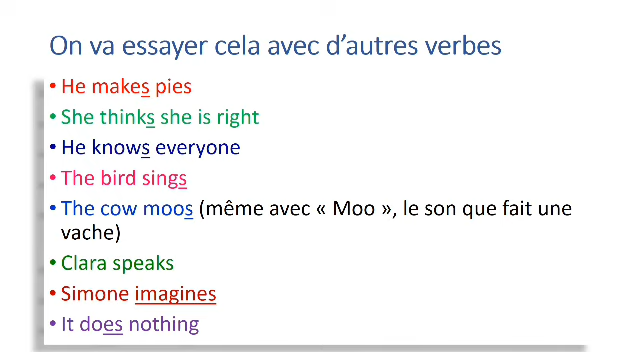 On va essayer cela avec d'autres verbes
• He makes pies
• She thinks she is right
• He knows everyone
• The bird sings
• The cow moos (même avec « Moo », le son que fait une
vache)
• Clara speaks
• Simone imagines
• It does nothing